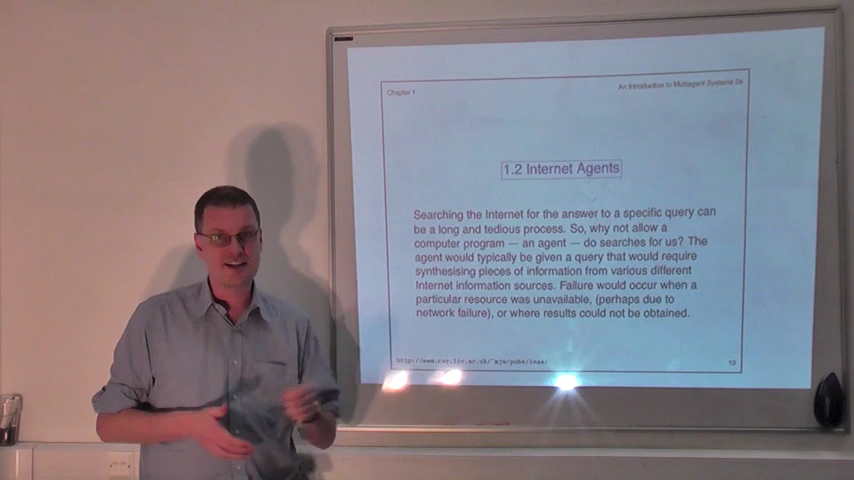 Chapter 1
An Introduction to Multiagent Systems 2e
1.2 Internet Agents
Searching the Internet for the answer to a specific query can
be a long and tedious process. So, why not allow a
computer program — an agent — do searches for us? The
agent would typically be given a query that would require
synthesising pieces of information from various different
Internet information sources. Failure would occur when a
particular resource was unavailable, (perhaps due to
network failure), or where results could not be obtained.